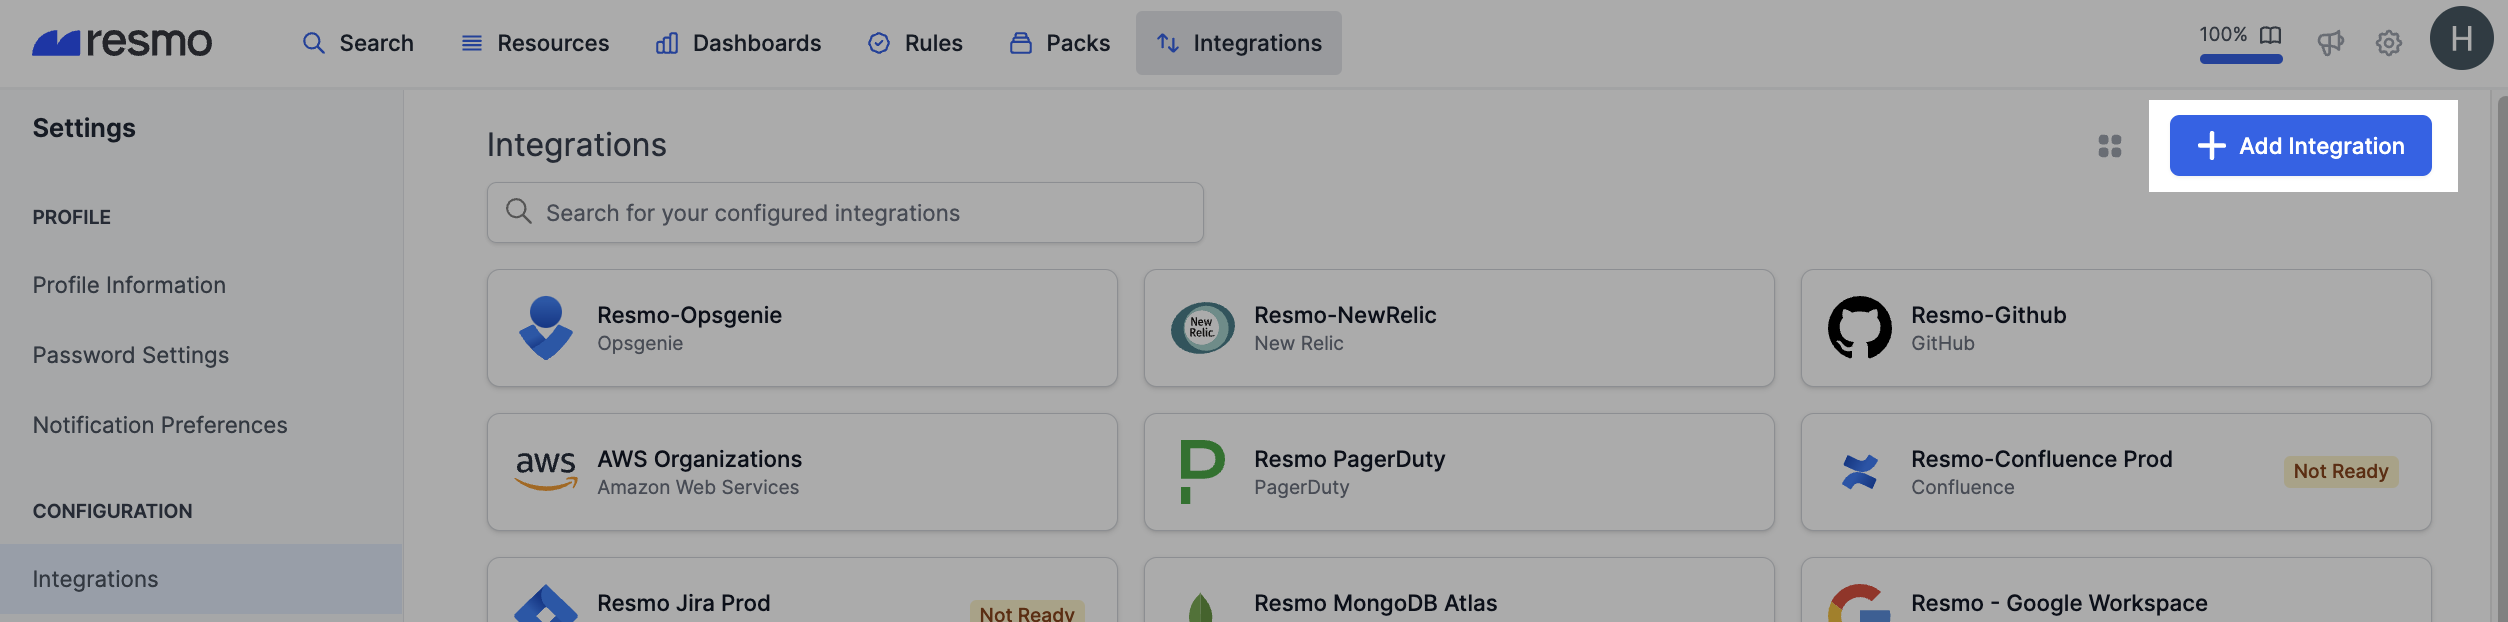 resmo
Search
Resources
Dashboards
Rules
Packs
Integrations
100%
H
Settings
PROFILE
Profile Information
Password Settings
Notification Preferences
CONFIGURATION
Integrations
Integrations
Add Integration
Search for your configured integrations
Resmo-Opsgenie
Opsgenie
New
Relic.
Resmo-NewRelic
New Relic
Resmo-Github
GitHub
aws
AWS Organizations
Amazon Web Services
P
Resmo PagerDuty
PagerDuty
Resmo-Confluence Prod
Confluence
Not Ready
Resmo Jira Prod
Not Ready
Resmo MongoDB Atlas
Resmo - Google Workspace